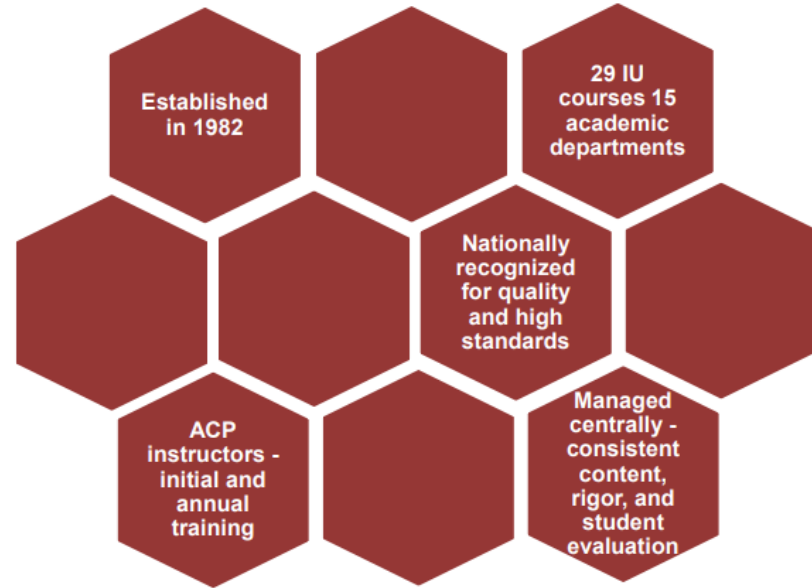 Established
in 1982
29 IU
courses 15
academic
departments
Nationally
recognized
for quality
and high
standards
ACP
instructors -
initial and
annual
training
Managed
centrally -
consistent
content,
rigor, and
student
evaluation